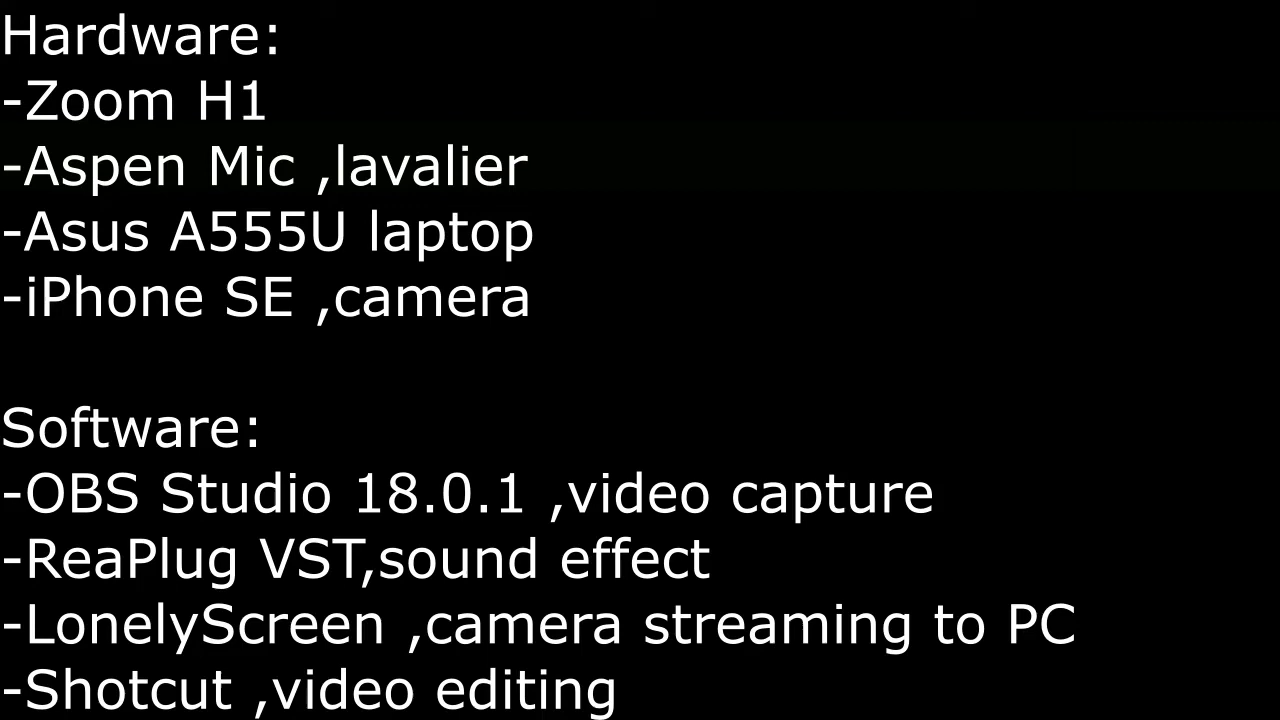 Hardware:
-Zoom H1
-Aspen Mic ,lavalier
-Asus A555U laptop
-iPhone SE ,camera
Software:
-OBS Studio 18.0.1 ,video capture
-ReaPlug VST,sound effect
-LonelyScreen ,camera streaming to PC
-Shotcut ,video editing